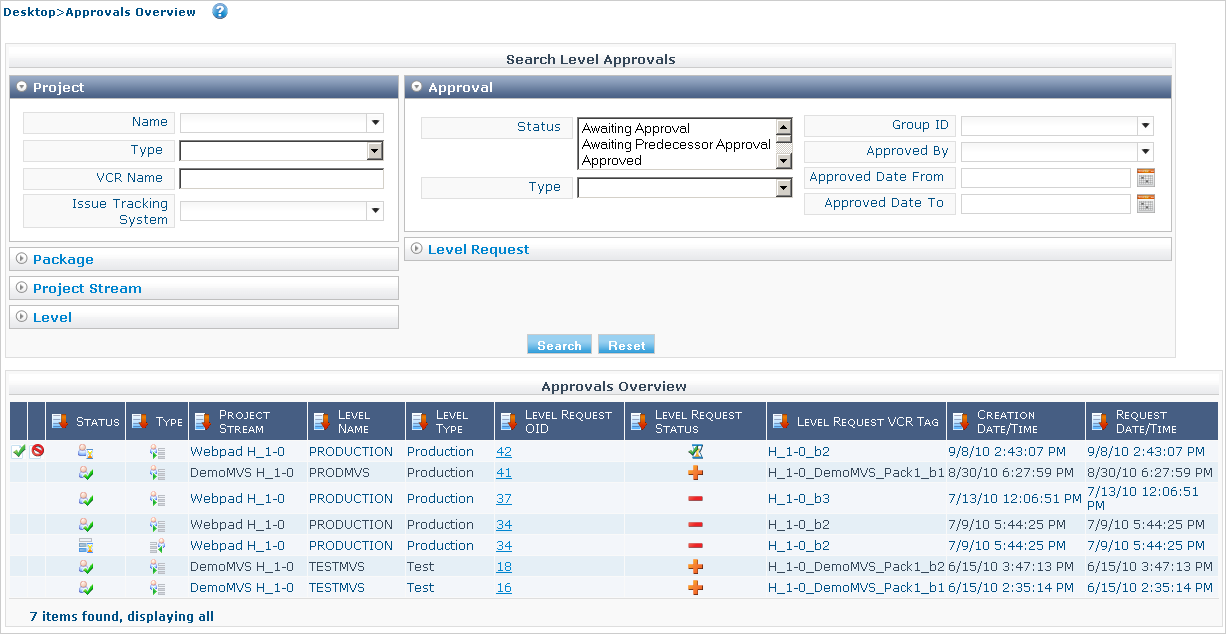 Desktop>Approvals Overview
Search Level Approvals
Project
Name
Type
VCR Name
Issue Tracking
System
Package
Project Stream
Level
Approval
Status
Awaiting Approval
Awaiting Predecessor Approval
Approved
Type
Group ID
Approved By
Approved Date From
Approved Date To
Level Request
Search Reset
Approvals Overview
STATUS TYPE PROJECT STREAM LEVEL NAME LEVEL TYPE LEVEL REQUEST OID LEVEL REQUEST STATUS LEVEL REQUEST VCR TAG CREATION DATE/TIME REQUEST DATE/TIME
Webpad H_1-0 PRODUCTION Production 42 H_1-0_b2 9/8/10 2:43:07 PM 9/8/10 2:43:07 PM
DemoMVS H_1-0 PRODMVS Production 41 H_1-0_DemoMVS_Pack1_b1 8/30/10 6:27:59 PM 8/30/10 6:27:59 PM
Webpad H_1-0 PRODUCTION Production 37 H_1-0_b3 7/13/10 12:06:51 PM 7/13/10 12:06:51 PM
Webpad H_1-0 PRODUCTION Production 34 H_1-0_b2 7/9/10 5:44:25 PM 7/9/10 5:44:25 PM
Webpad H_1-0 PRODUCTION Production 34 H_1-0_b2 7/9/10 5:44:25 PM 7/9/10 5:44:25 PM
DemoMVS H_1-0 TESTMVS Test 18 H_1-0_DemoMVS_Pack1_b2 6/15/10 3:47:13 PM 6/15/10 3:47:13 PM
DemoMVS H_1-0 TESTMVS Test 16 H_1-0_DemoMVS_Pack1_b1 6/15/10 2:35:14 PM 6/15/10 2:35:14 PM
7 items found, displaying all